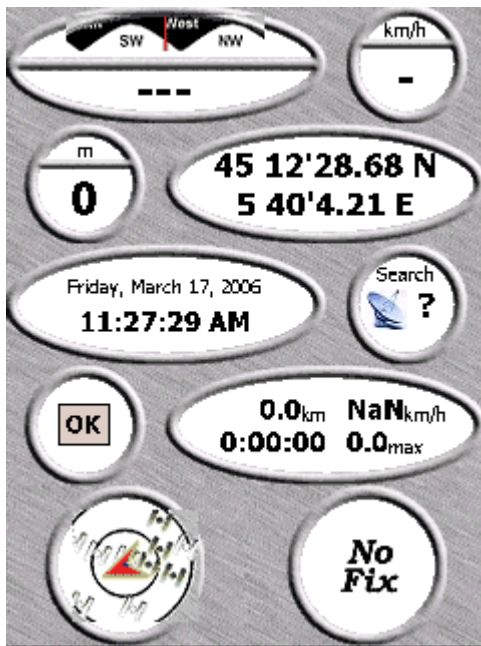 West
SW NW
---
km/h
-
m
0
45 12'28.68 N
5 40'4.21 E
Friday, March 17, 2006
11:27:29 AM
Search
?
OK
0.0km NaNkm/h
0:00:00 0.0max
No
Fix